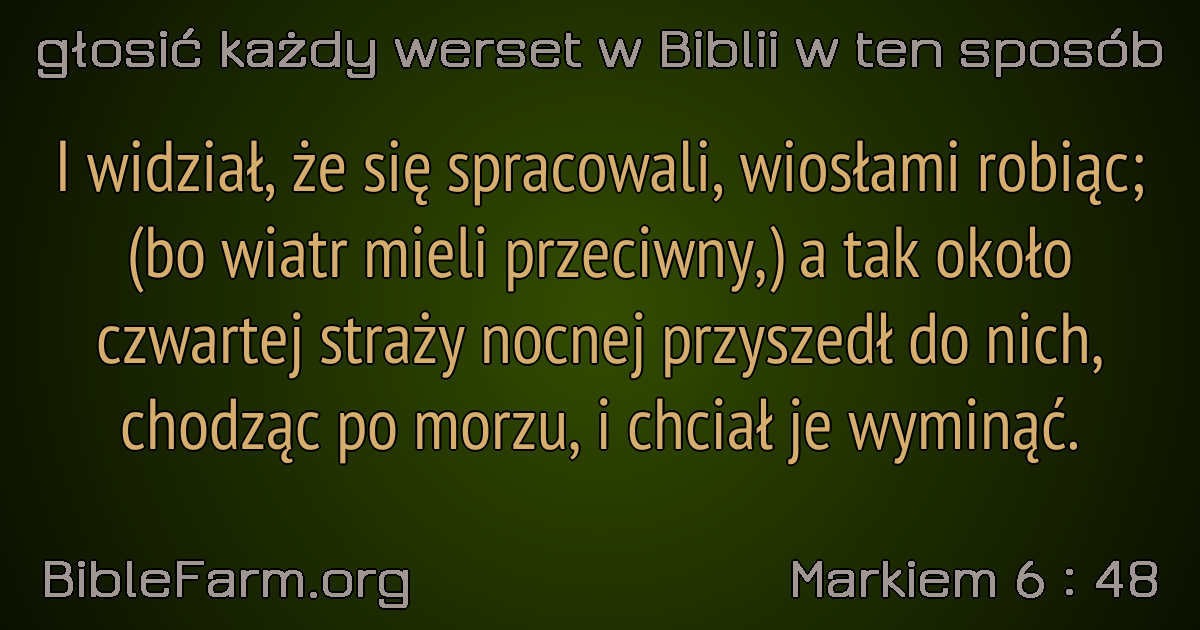 głosić każdy werset w Biblii w ten sposób
I widział, że się spracowali, wiosłami robiąc;
(bo wiatr mieli przeciwny,) a tak około
czwartej straży nocnej przyszedł do nich,
chodząc po morzu, i chciał je wyminąć.
BibleFarm.org
Markiem 6 : 48